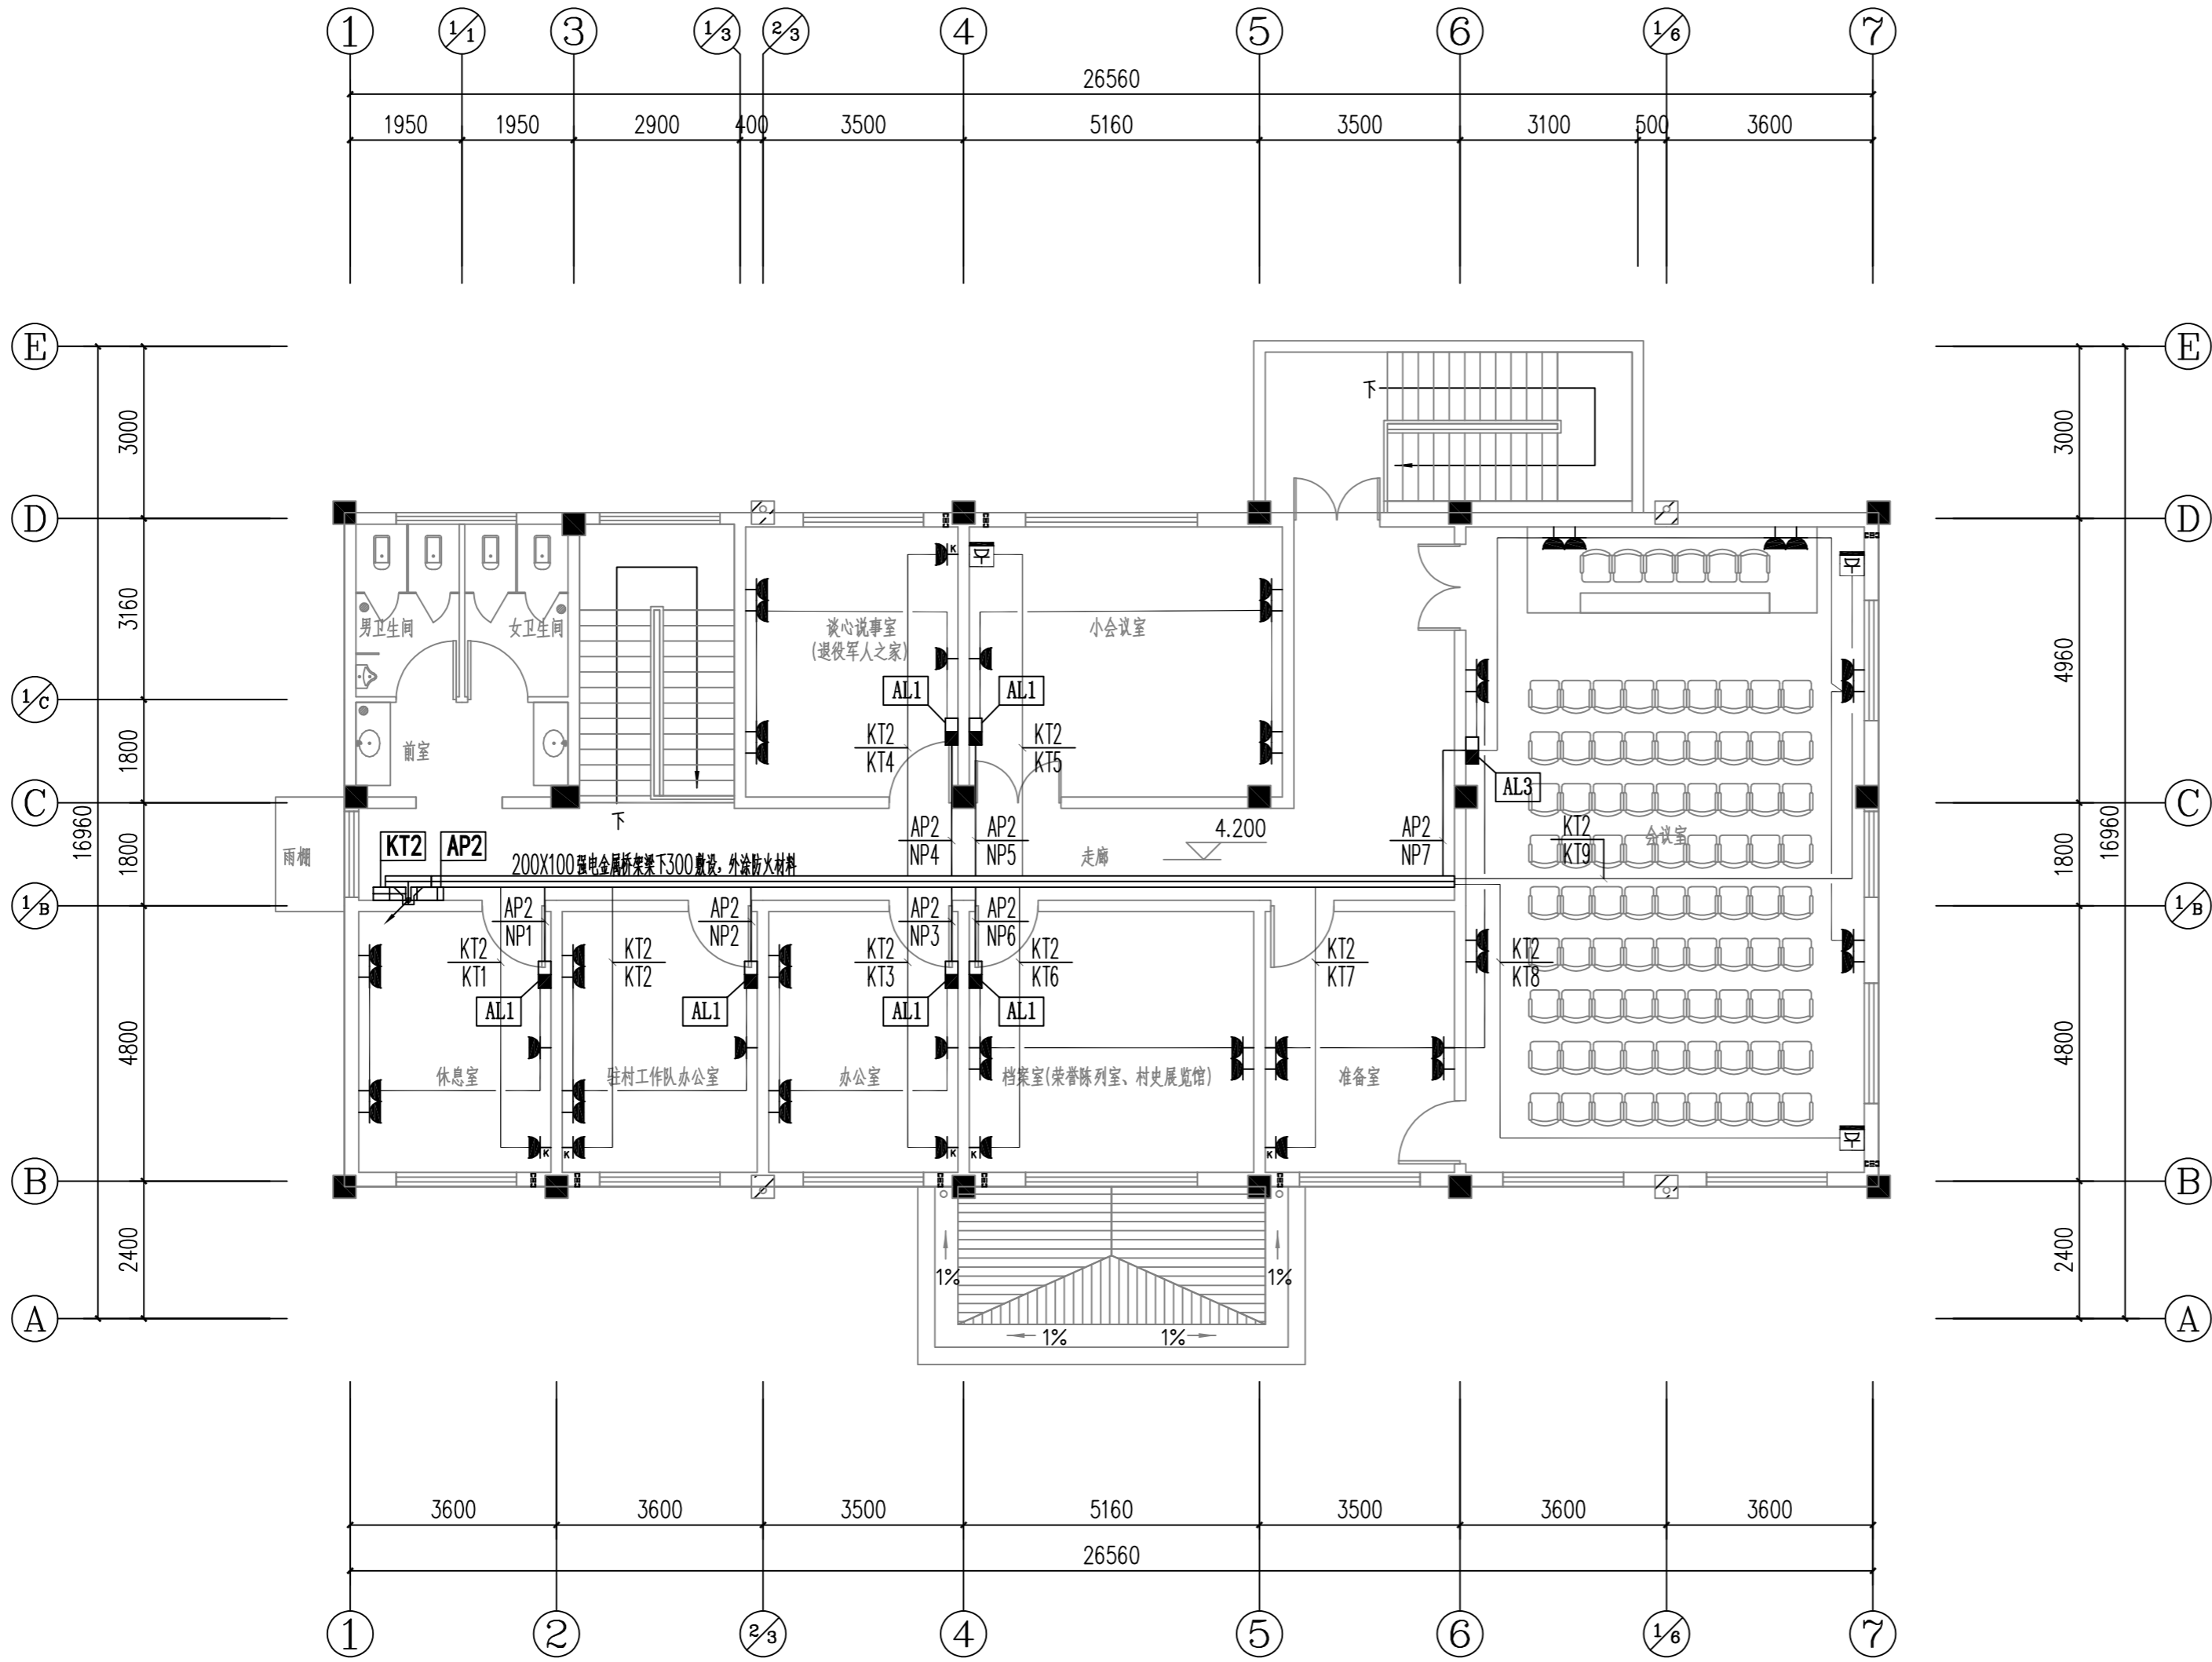 1
1/1
3
1/3
2/3
4
5
6
1/6
7
26560
1950
1950
2900
400
3500
5160
3500
3100
500
3600
E
E
3000
3000
下
D
D
3160
4960
K
男卫生间
女卫生间
谈心说事室
(退役军人之家)
小会议室
1/C
AL1
AL1
KT2
KT4
KT2
KT5
前室
1800
AL3
C
C
下
雨棚
KT2
AP2
200X100强电金属桥架梁下300敷设，外涂防火材料
AP2
NP4
AP2
NP5
走廊
4.200
AP2
NP7
KT2
KT9
会议室
16960
1800
1800
16960
1/B
1/B
AP2
NP1
AP2
NP2
AP2
NP3
AP2
NP6
KT2
KT1
KT2
KT2
KT2
KT3
KT2
KT6
KT2
KT7
KT2
KT8
AL1
AL1
AL1
AL1
4800
4800
休息室
驻村工作队办公室
办公室
档案室(荣誉陈列室、村史展览馆)
准备室
K
K
K
K
K
B
B
2400
2400
1%
1%
1%
1%
A
A
3600
3600
3500
5160
3500
3600
3600
26560
1
2
2/3
4
5
6
1/6
7